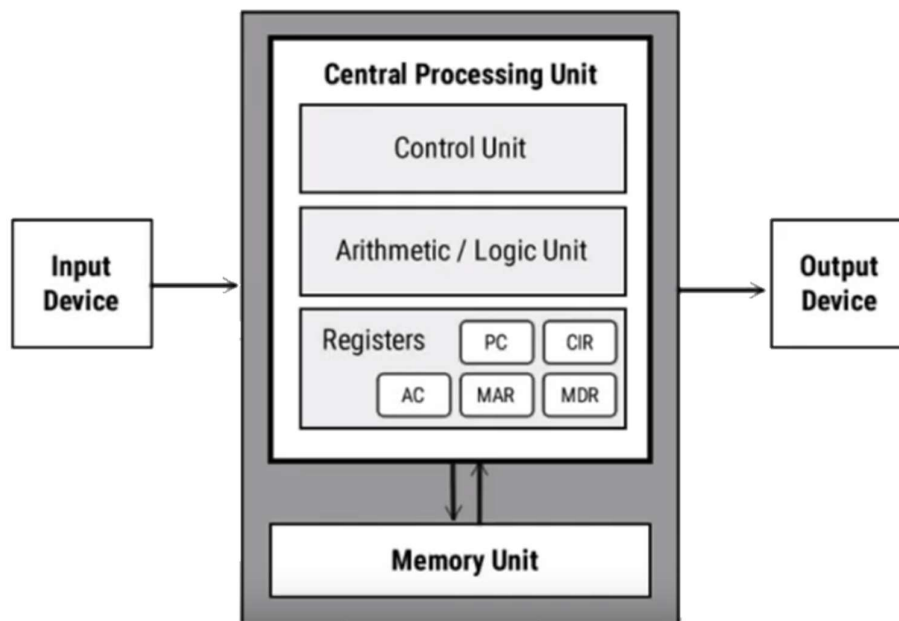 Central Processing Unit
Control Unit
Arithmetic / Logic Unit
Input
Device
Output
Device
Registers
PC
CIR
AC
MAR
MDR
Memory Unit